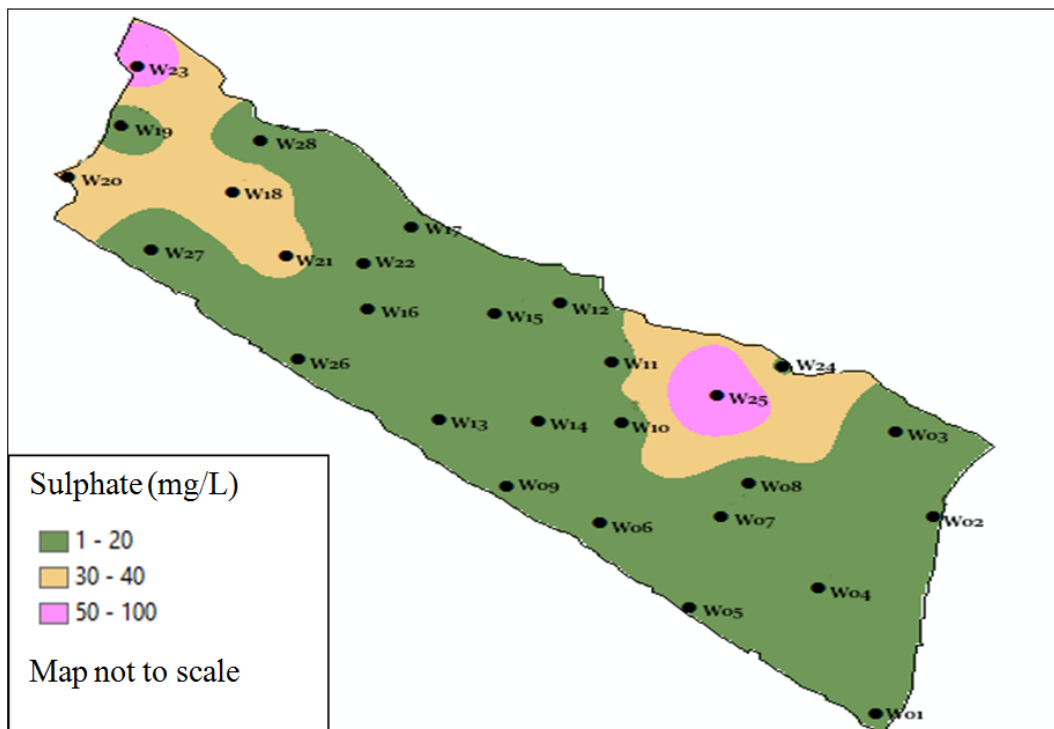 W23
W19
W28
W20
W18
W17
W27
W21
W22
W16
W15
W12
W26
W11
W24
W25
W13
W14
W10
W03
W08
W09
W06
W07
W02
W04
W05
W01
Sulphate (mg/L)
1 - 20
30 - 40
50 - 100
Map not to scale